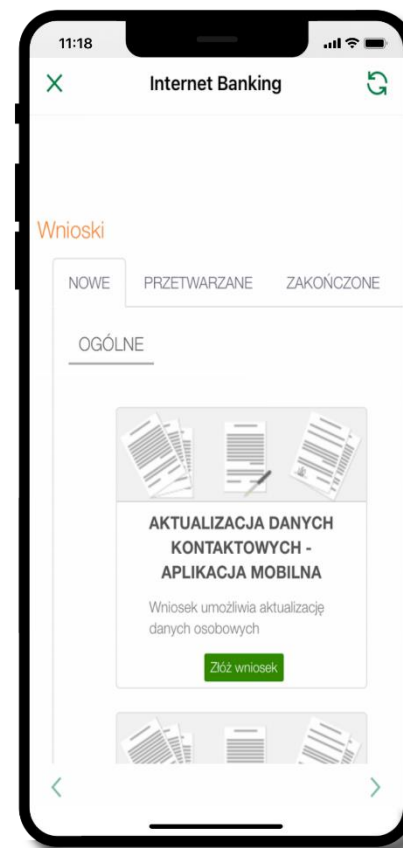 11:18
Internet Banking
Wnioski
NOWE PRZETWARZANE ZAKOŃCZONE
OGÓLNE
AKTUALIZACJA DANYCH
KONTAKTOWYCH -
APLIKACJA MOBILNA
Wniosek umożliwia aktualizację
danych osobowych
Złóż wniosek